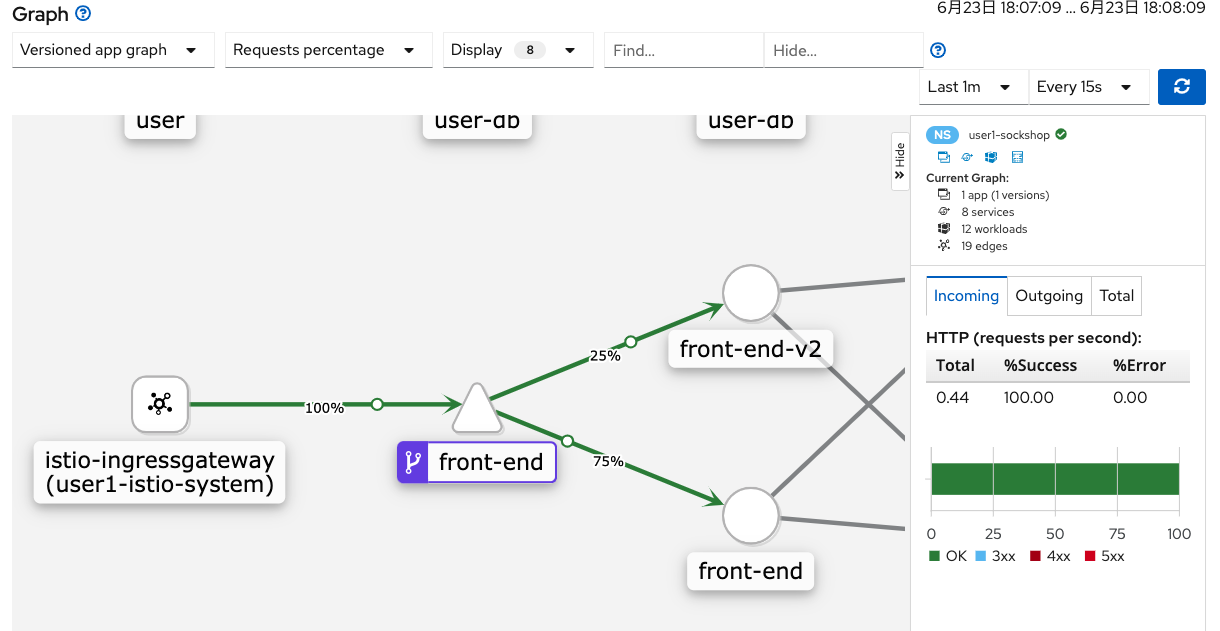 Graph
6月23日 18:07:09 ... 6月23日 18:08:09
Versioned app graph
Requests percentage
Display 8
Find...
Hide...
Last 1m
Every 15s
user
user-db
user-db
Hide
100%
25%
75%
istio-ingressgateway
(user1-istio-system)
front-end
front-end-v2
front-end
NS user1-sockshop
Current Graph:
1 app (1 versions)
8 services
12 workloads
19 edges
Incoming Outgoing Total
HTTP (requests per second):
Total %Success %Error
0.44 100.00 0.00
0 25 50 75 100
OK 3xx 4xx 5xx